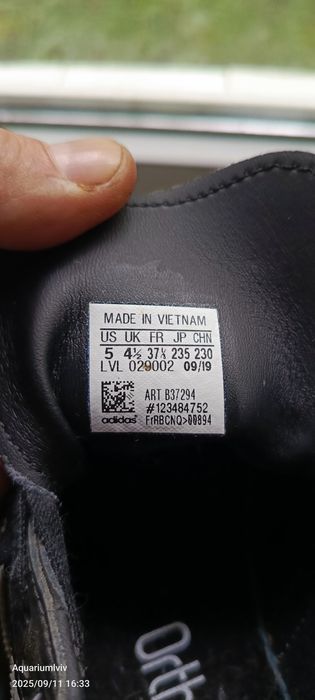 MADE IN VIETNAM
US UK FR JP CHN
5 4½ 37⅓ 235 230
LVL 029002 09/19
ART B37294
#123484752
adidas FrRBCNQ>00894
Orth
Aquariumlviv
2025/09/11 16:33